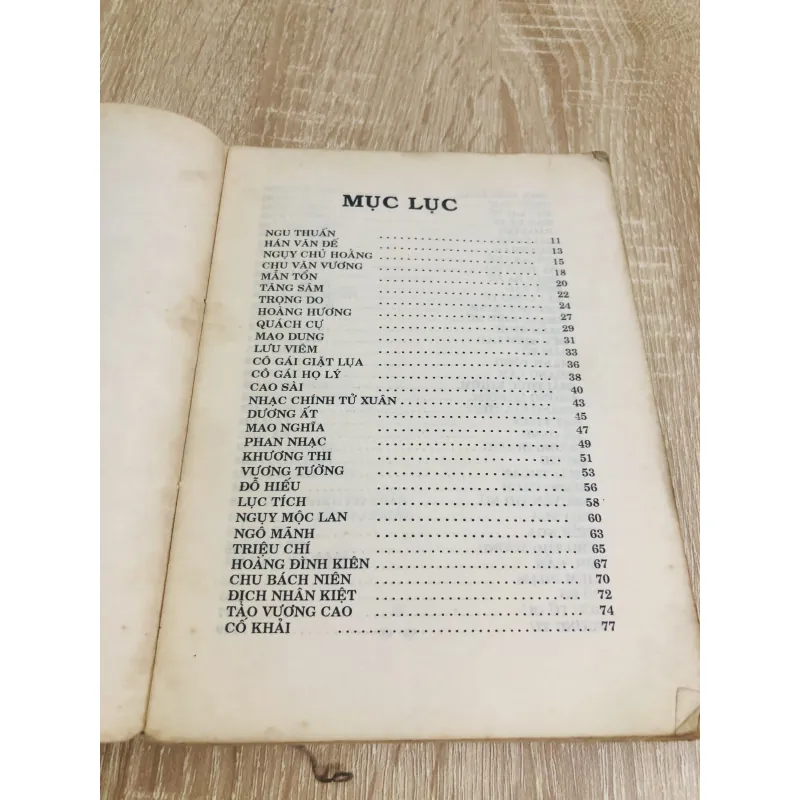 MỤC LỤC
NGU THUẤN 11
HÁN VĂN ĐẾ 13
NGỤY CHỦ HOẰNG 15
CHU VĂN VƯƠNG 18
MẪN TỔN 20
TĂNG SÂM 22
TRỌNG DO 24
HOÀNG HƯƠNG 27
QUÁCH CỰ 29
MAO DUNG 31
LƯU VIÊM 33
CÔ GÁI GIẶT LỤA 36
CÔ GÁI HỌ LÝ 38
CAO SÀI 40
NHẠC CHÍNH TỬ XUÂN 43
DƯƠNG ẤT 45
MAO NGHĨA 47
PHAN NHẠC 49
KHƯƠNG THI 51
VƯƠNG TƯỜNG 53
ĐỖ HIẾU 56
LỤC TÍCH 58
NGỤY MỘC LAN 60
NGÔ MÃNH 63
TRIỆU CHÍ 65
HOÀNG ĐÌNH KIÊN 67
CHU BÁCH NIÊN 70
ĐỊCH NHÂN KIỆT 72
TÀO VƯƠNG CAO 74
CỐ KHẢI 77